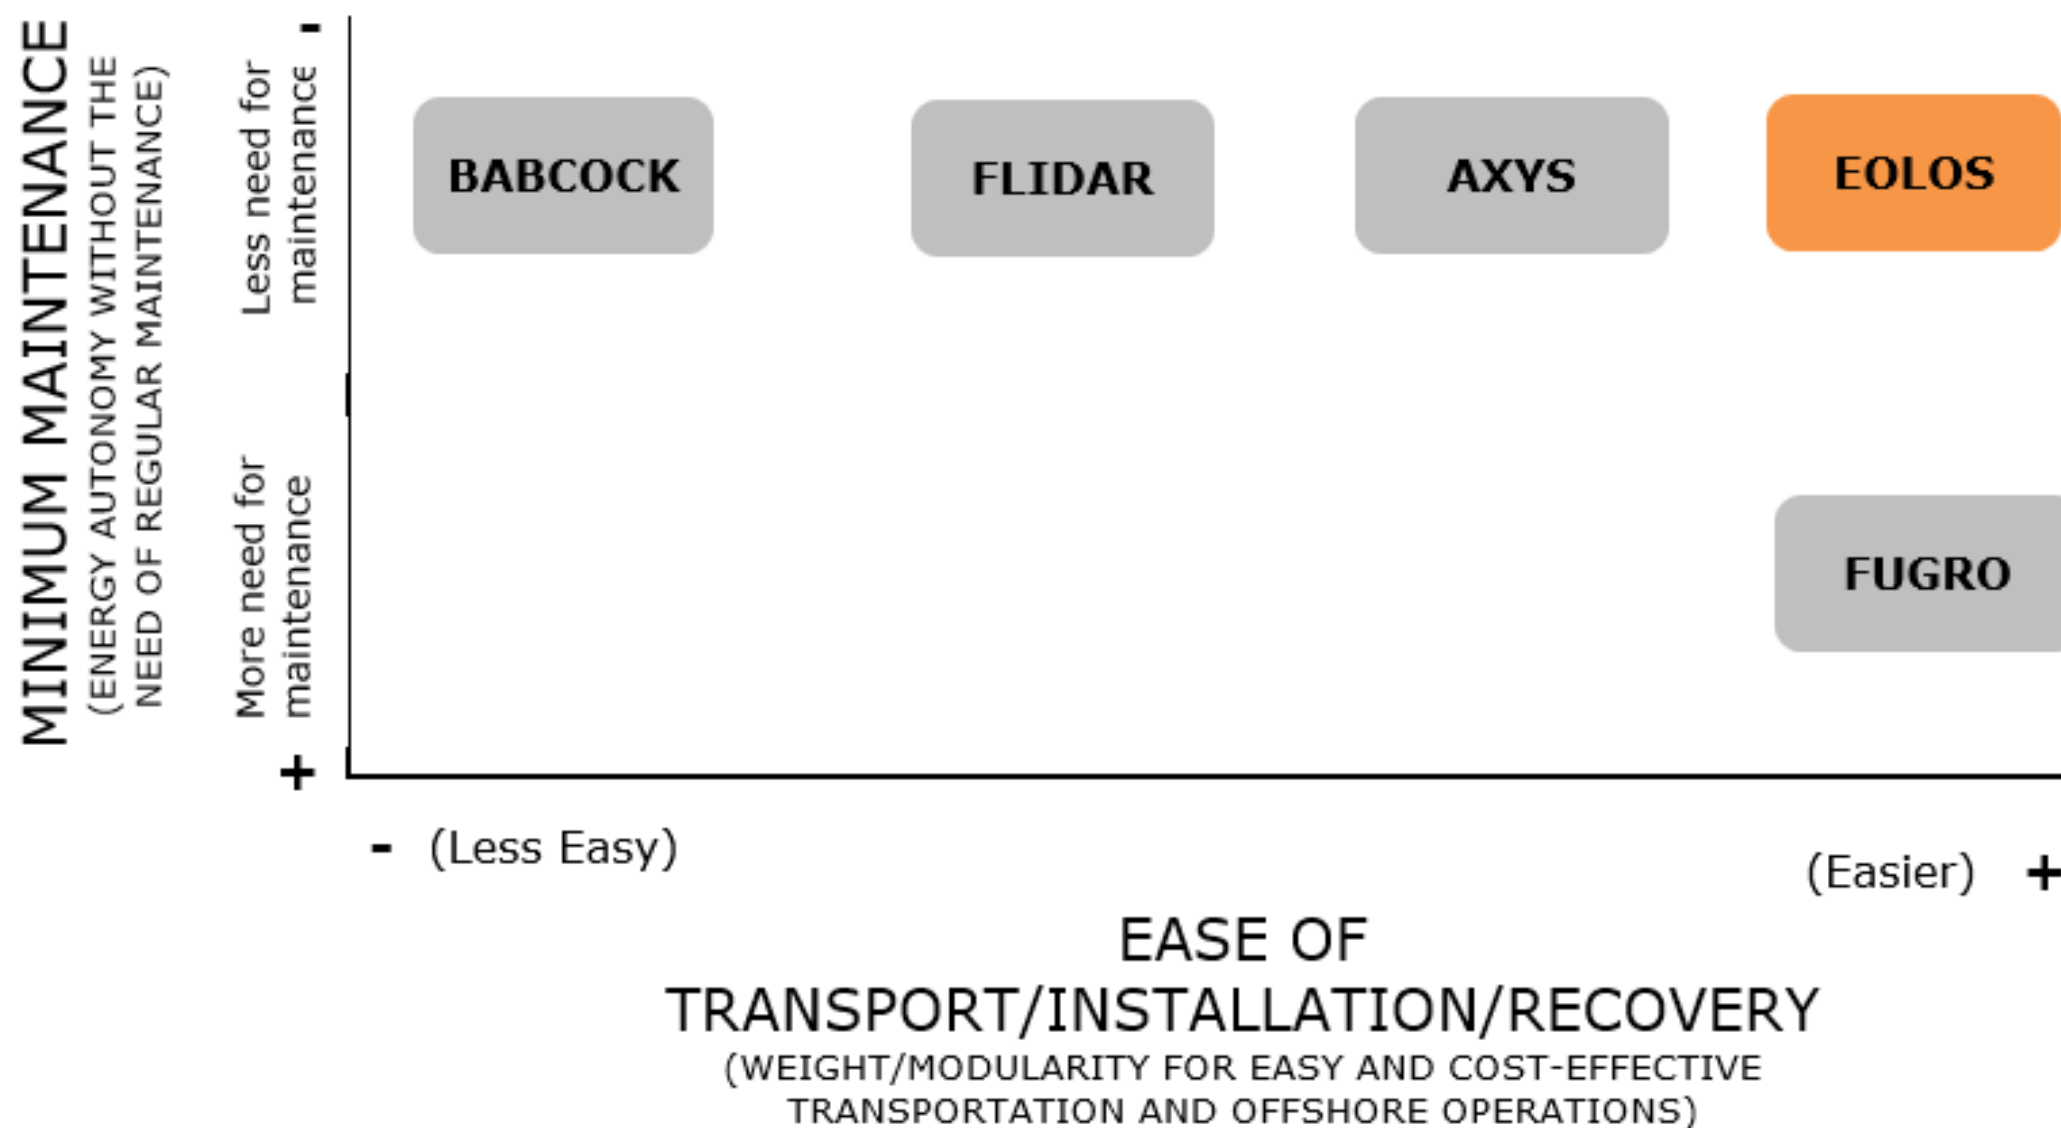 MINIMUM MAINTENANCE
(ENERGY AUTONOMY WITHOUT THE
NEED OF REGULAR MAINTENANCE)
-
Less need for
maintenance
More need for
maintenance
+
BABCOCK
FLIDAR
AXYS
EOLOS
FUGRO
- (Less Easy)
(Easier) +
EASE OF
TRANSPORT/INSTALLATION/RECOVERY
(WEIGHT/MODULARITY FOR EASY AND COST-EFFECTIVE
TRANSPORTATION AND OFFSHORE OPERATIONS)